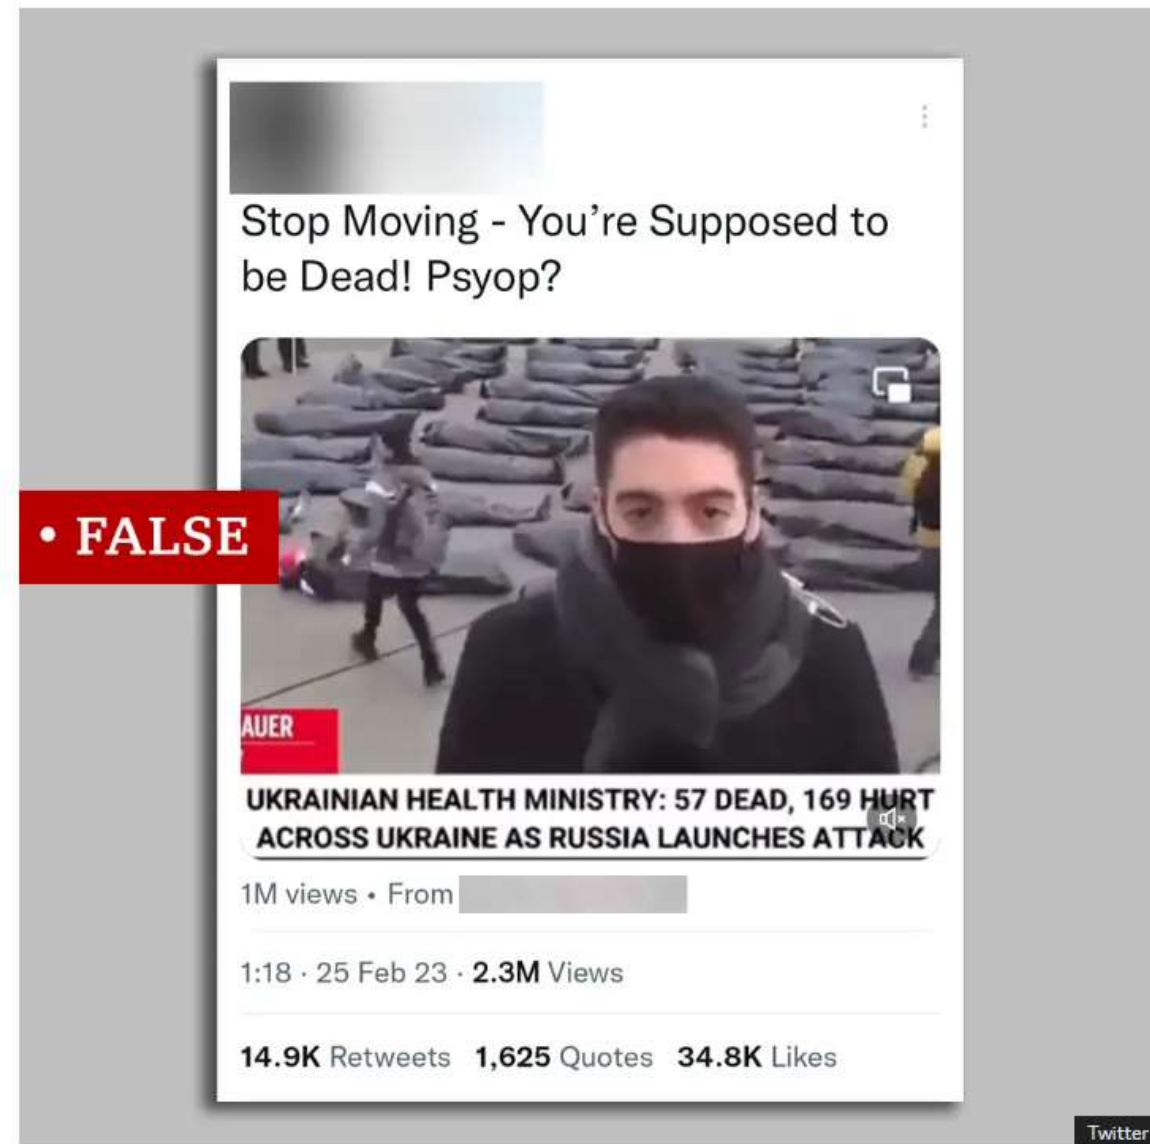 Stop Moving - You’re Supposed to
be Dead! Psyop?
• FALSE
AUER
UKRAINIAN HEALTH MINISTRY: 57 DEAD, 169 HURT
ACROSS UKRAINE AS RUSSIA LAUNCHES ATTACK
1M views • From
1:18 · 25 Feb 23 · 2.3M Views
14.9K Retweets 1,625 Quotes 34.8K Likes
Twitter